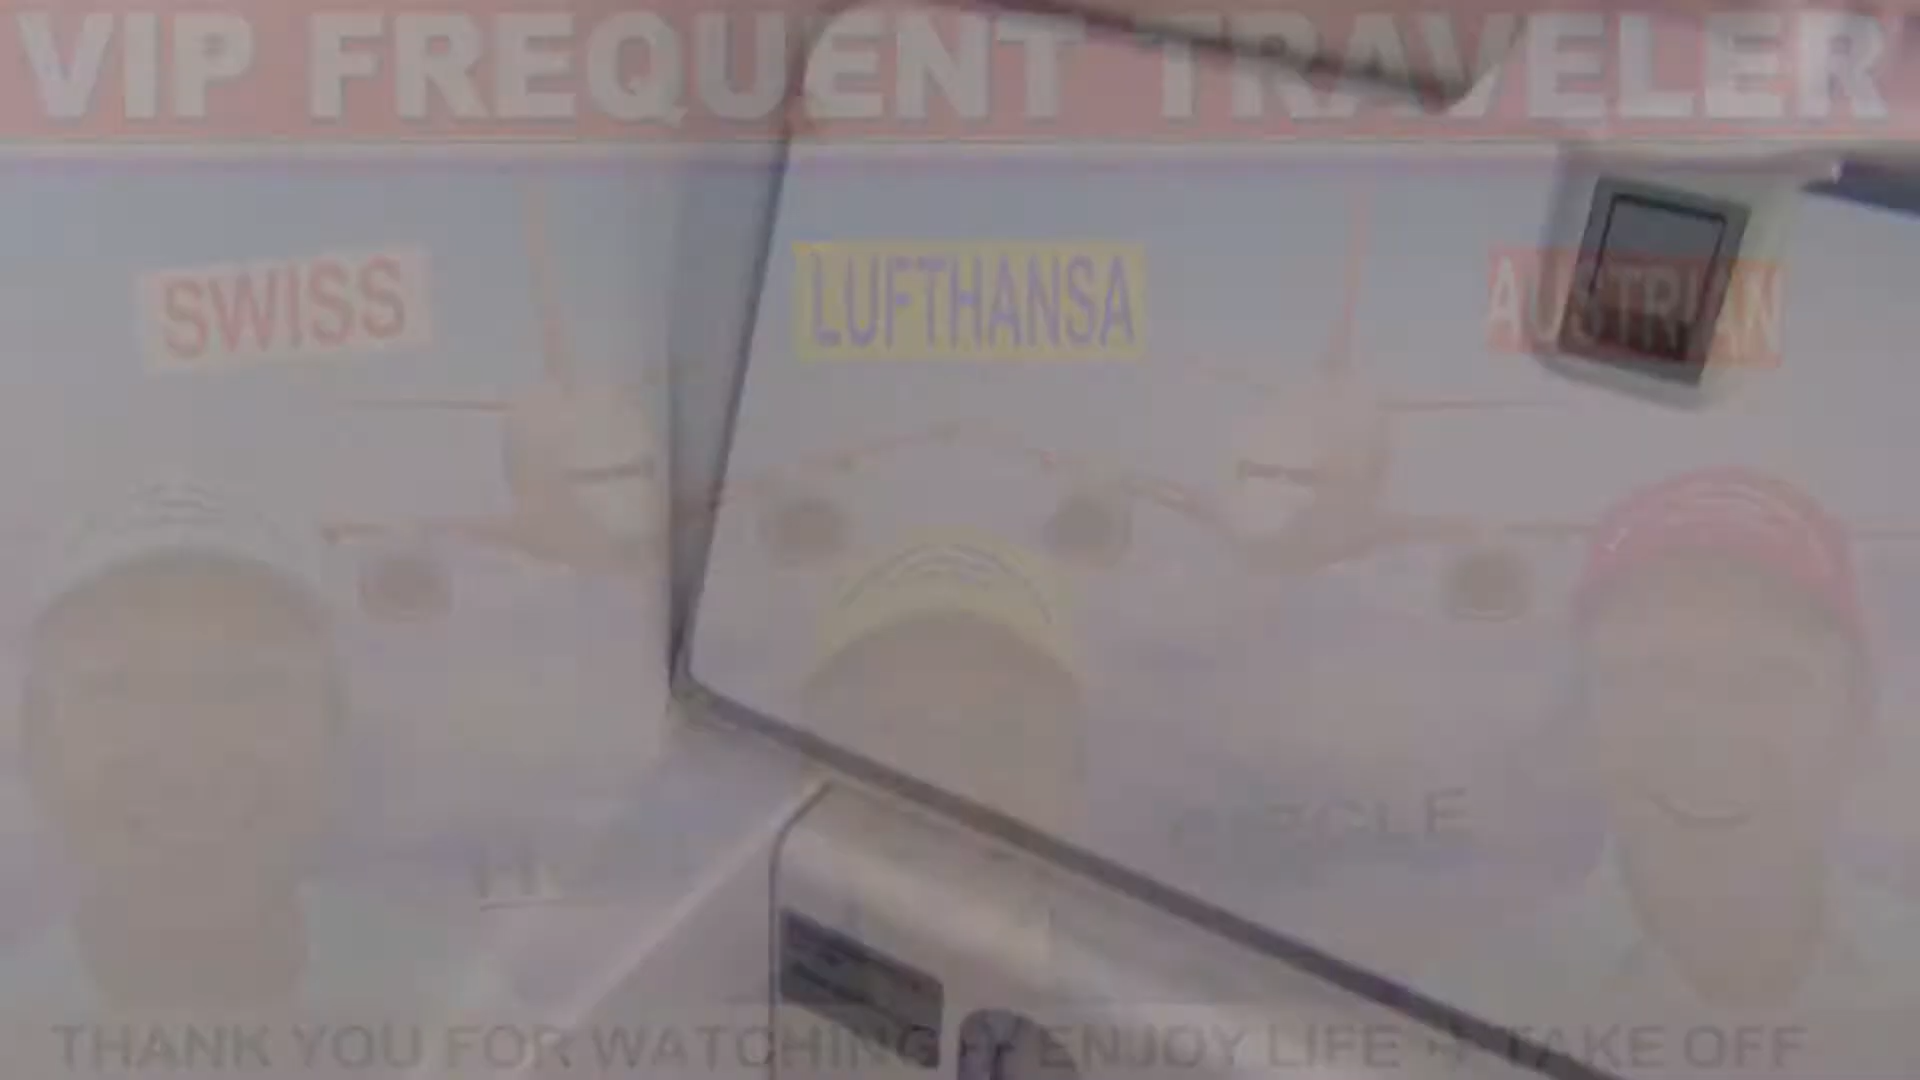 VIP FREQUENT TRAVELER
SWISS
LUFTHANSA
AUSTRIAN
THANK YOU FOR WATCHING ENJOY LIFE TAKE OFF